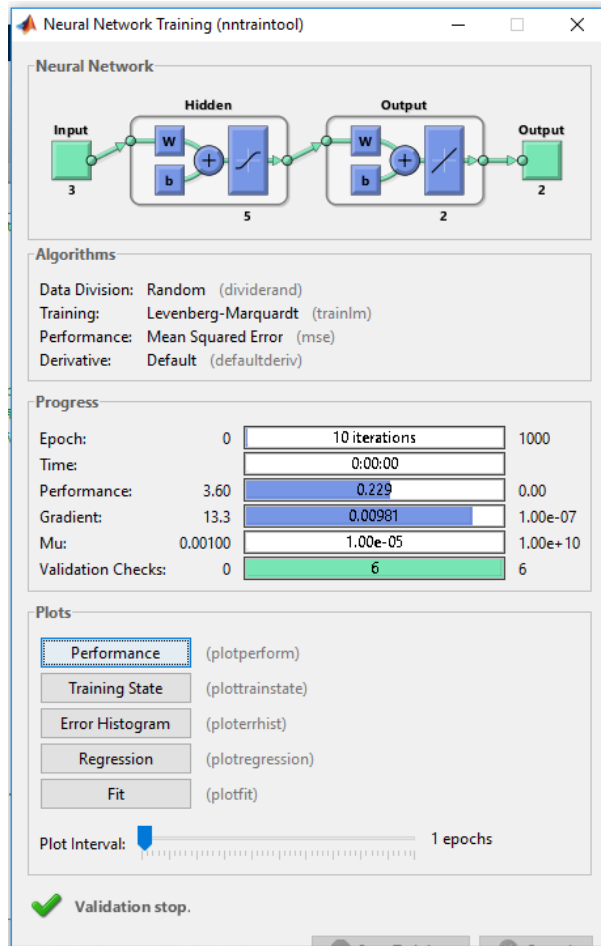 Neural Network Training (nntraintool)
Neural Network
Hidden Output
Input Output
W W
b b
3 5 2 2
Algorithms
Data Division: Random (dividerand)
Training: Levenberg-Marquardt (trainlm)
Performance: Mean Squared Error (mse)
Derivative: Default (defaultderiv)
Progress
Epoch: 0 10 iterations 1000
Time: 0:00:00
Performance: 3.60 0.229 0.00
Gradient: 13.3 0.00981 1.00e-07
Mu: 0.00100 1.00e-05 1.00e+10
Validation Checks: 0 6 6
Plots
Performance (plotperform)
Training State (plottrainstate)
Error Histogram (ploterrhist)
Regression (plotregression)
Fit (plotfit)
Plot Interval: 1 epochs
Validation stop.